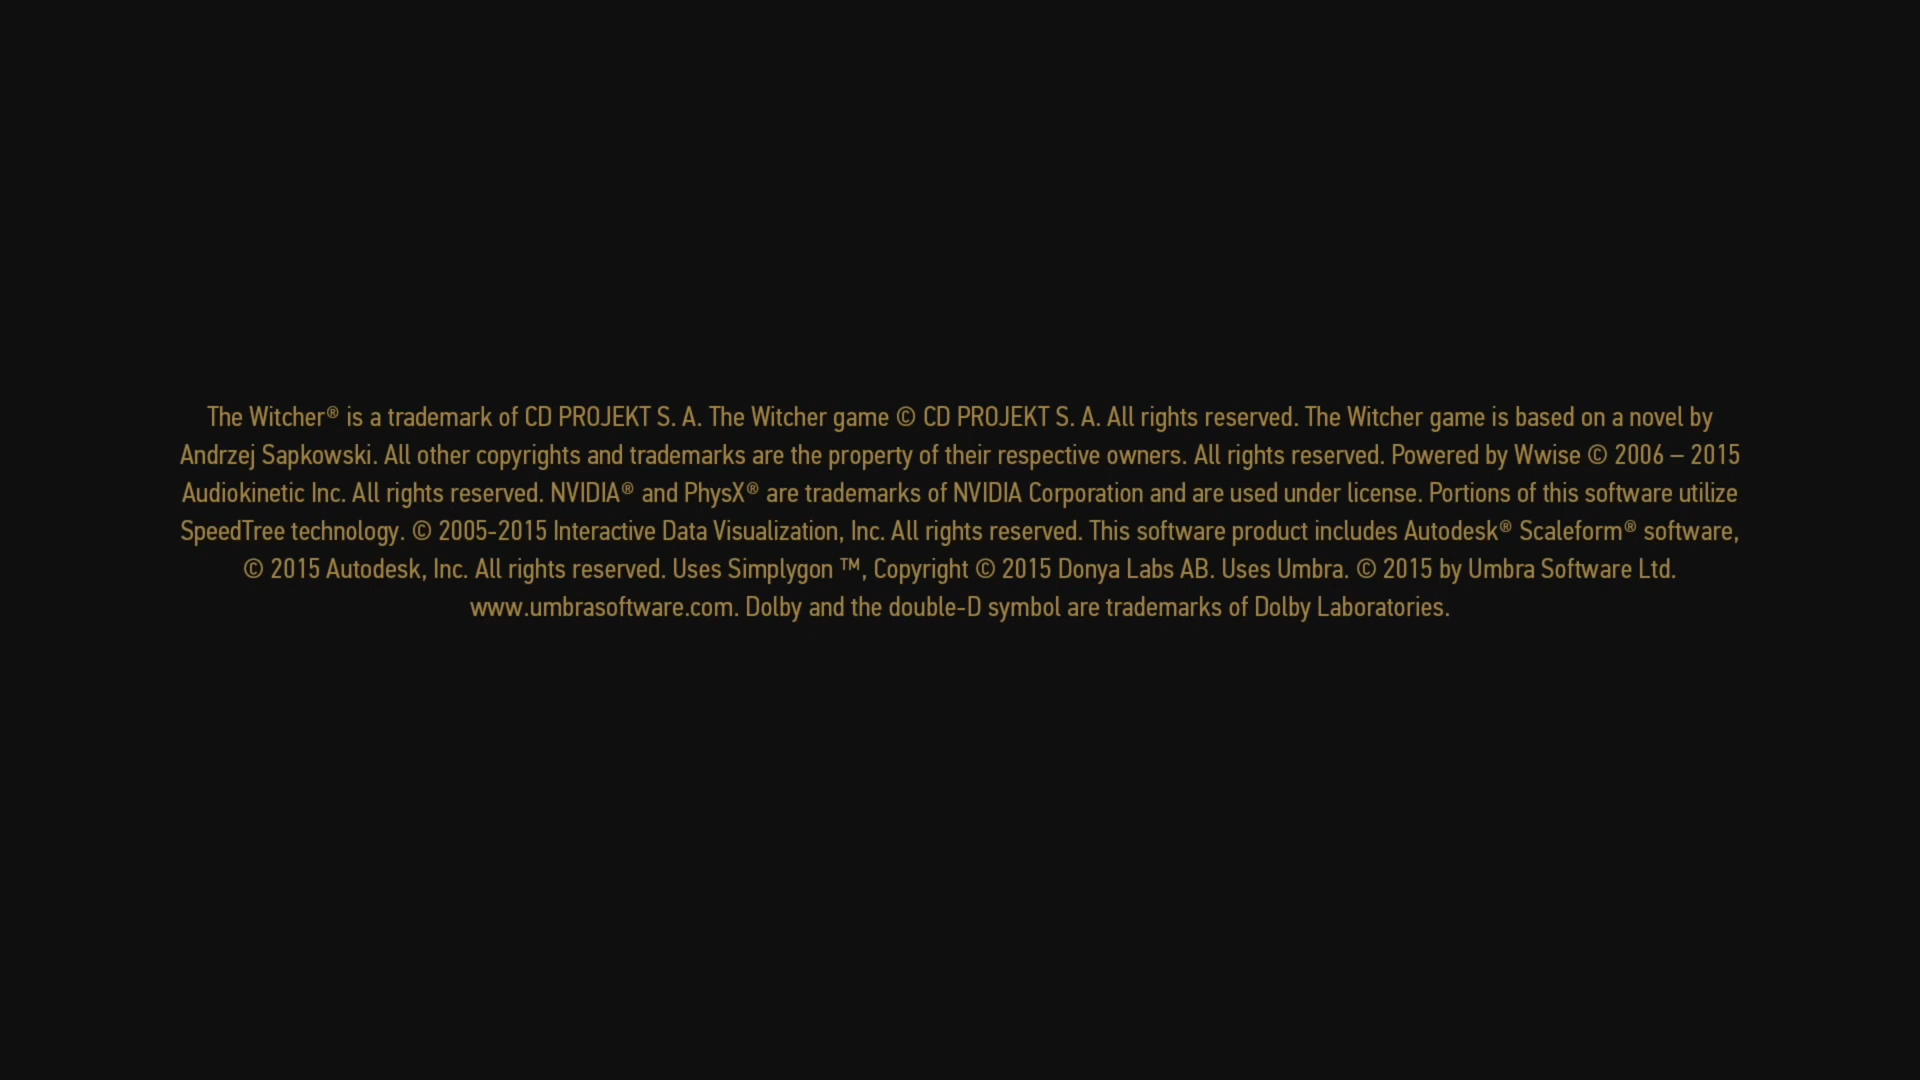 The Witcher® is a trademark of CD PROJEKT S. A. The Witcher game © CD PROJEKT S. A. All rights reserved. The Witcher game is based on a novel by
Andrzej Sapkowski. All other copyrights and trademarks are the property of their respective owners. All rights reserved. Powered by Wwise © 2006 – 2015
Audiokinetic Inc. All rights reserved. NVIDIA® and PhysX® are trademarks of NVIDIA Corporation and are used under license. Portions of this software utilize
SpeedTree technology. © 2005-2015 Interactive Data Visualization, Inc. All rights reserved. This software product includes Autodesk® Scaleform® software,
© 2015 Autodesk, Inc. All rights reserved. Uses Simplygon ™, Copyright © 2015 Donya Labs AB. Uses Umbra. © 2015 by Umbra Software Ltd.
www.umbrasoftware.com. Dolby and the double-D symbol are trademarks of Dolby Laboratories.